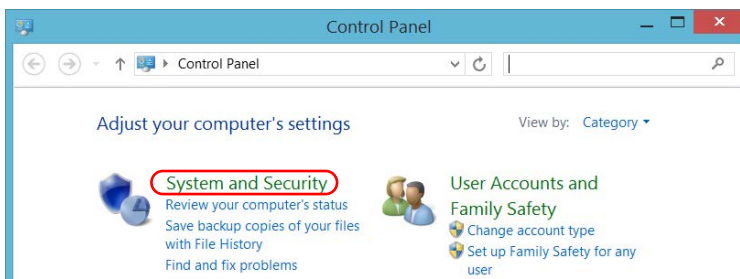 Control Panel
Control Panel
Adjust your computer's settings
View by: Category
System and Security
Review your computer's status
Save backup copies of your files
with File History
Find and fix problems
User Accounts and
Family Safety
Change account type
Set up Family Safety for any
user